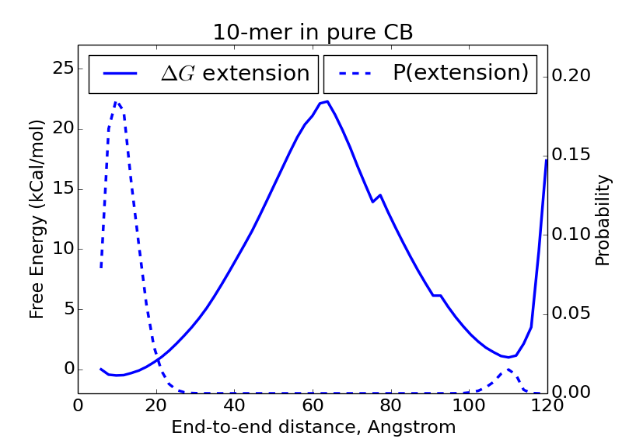 10-mer in pure CB
ΔG extension
P(extension)
Free Energy (kCal/mol)
25
20
15
10
5
0
0.20
0.15
0.10
0.05
0.00
Probability
0 20 40 60 80 100 120
End-to-end distance, Angstrom